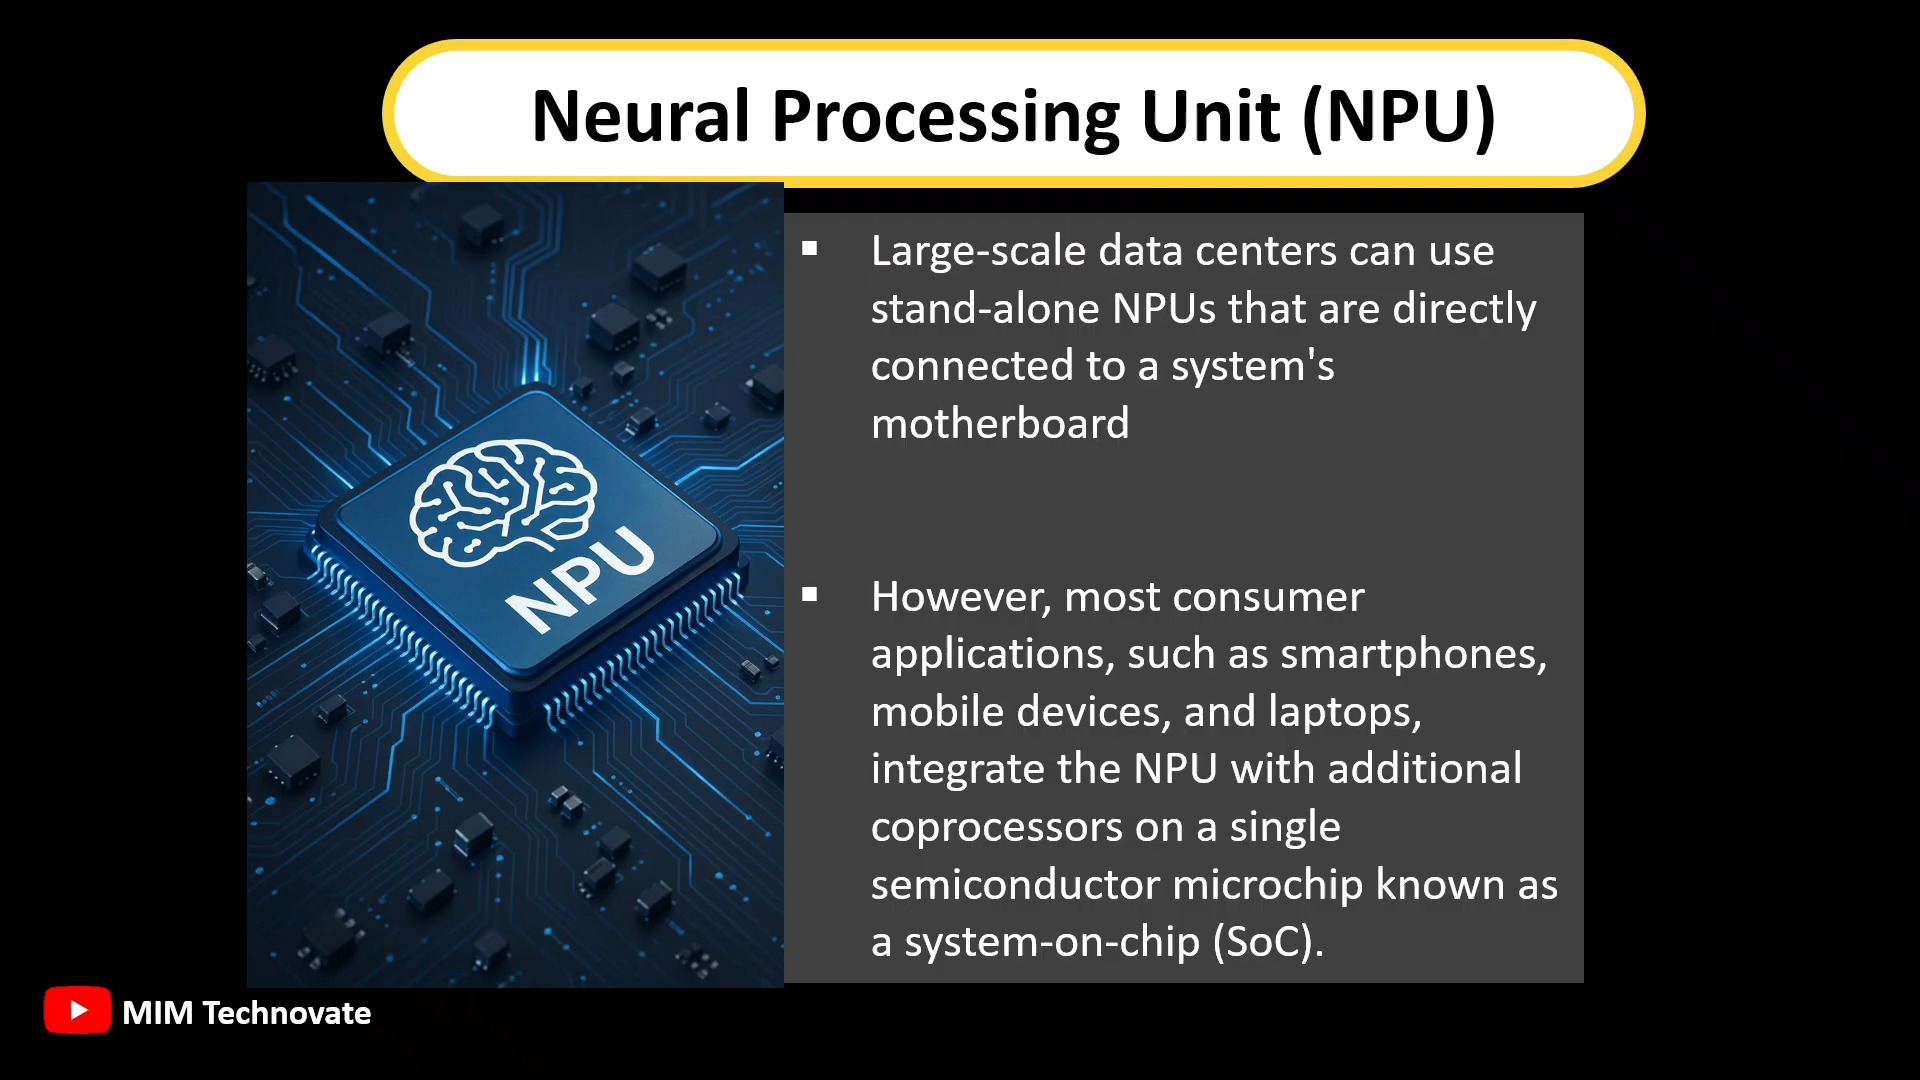 Neural Processing Unit (NPU)
▪ Large-scale data centers can use
stand-alone NPUs that are directly
connected to a system's
motherboard
▪ However, most consumer
applications, such as smartphones,
mobile devices, and laptops,
integrate the NPU with additional
coprocessors on a single
semiconductor microchip known as
a system-on-chip (SoC).
NPU
MIM Technovate